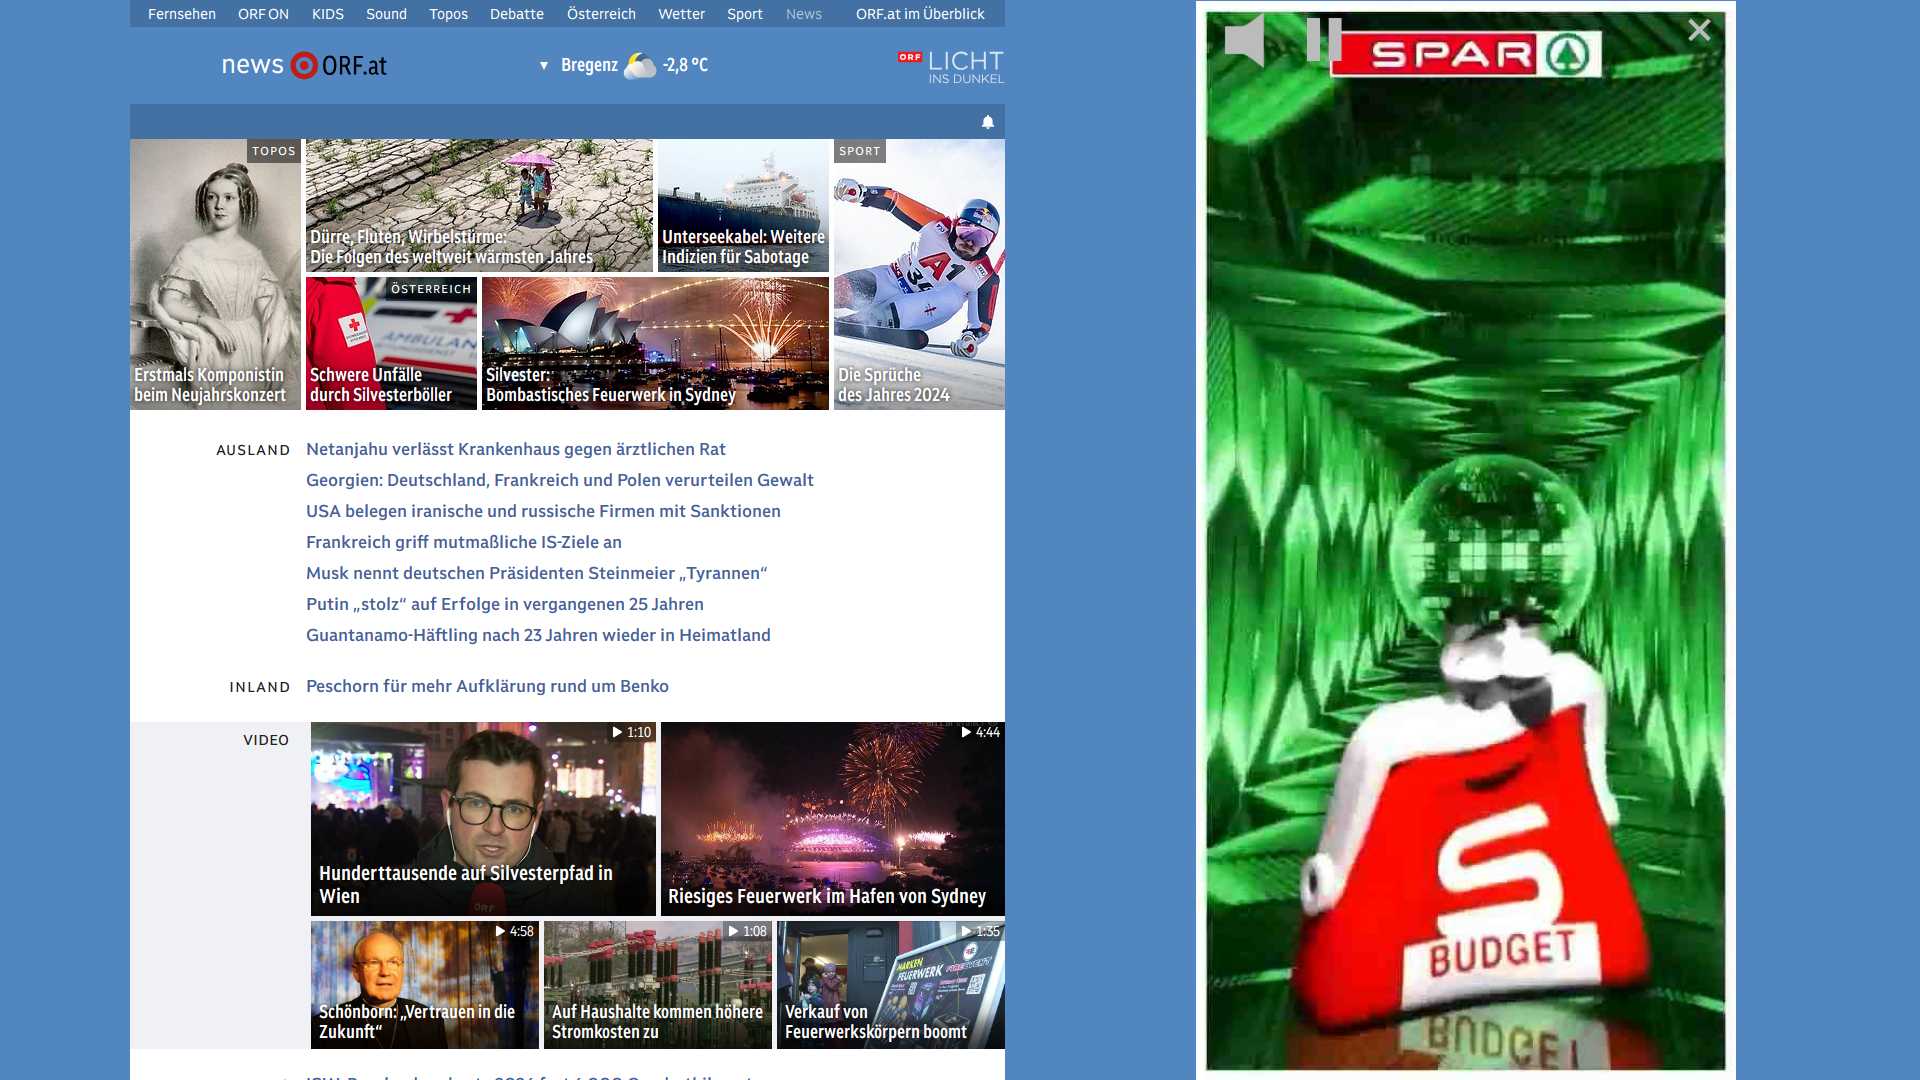 Fernsehen ORF ON KIDS Sound Topos Debatte Österreich Wetter Sport News ORF.at im Überblick
news ORF.at
▼ Bregenz -2,8 °C
ORF LICHT
INS DUNKEL
TOPOS
Erstmals Komponistin
beim Neujahrskonzert
Dürre, Fluten, Wirbelstürme:
Die Folgen des weltweit wärmsten Jahres
Unterseekabel: Weitere
Indizien für Sabotage
SPORT
A1
Die Sprüche
des Jahres 2024
ÖSTERREICH
Schwere Unfälle
durch Silvesterböller
Silvester:
Bombastisches Feuerwerk in Sydney
AUSLAND
Netanjahu verlässt Krankenhaus gegen ärztlichen Rat
Georgien: Deutschland, Frankreich und Polen verurteilen Gewalt
USA belegen iranische und russische Firmen mit Sanktionen
Frankreich griff mutmaßliche IS-Ziele an
Musk nennt deutschen Präsidenten Steinmeier „Tyrannen“
Putin „stolz“ auf Erfolge in vergangenen 25 Jahren
Guantanamo-Häftling nach 23 Jahren wieder in Heimatland
INLAND
Peschorn für mehr Aufklärung rund um Benko
VIDEO
1:10
Hunderttausende auf Silvesterpfad in
Wien
ORF
4:44
Riesiges Feuerwerk im Hafen von Sydney
4:58
Schönborn: „Vertrauen in die
Zukunft“
1:08
Auf Haushalte kommen höhere
Stromkosten zu
1:35
MARKEN
FEUERWERK
Verkauf von
Feuerwerkskörpern boomt
SPAR
S
BUDGET